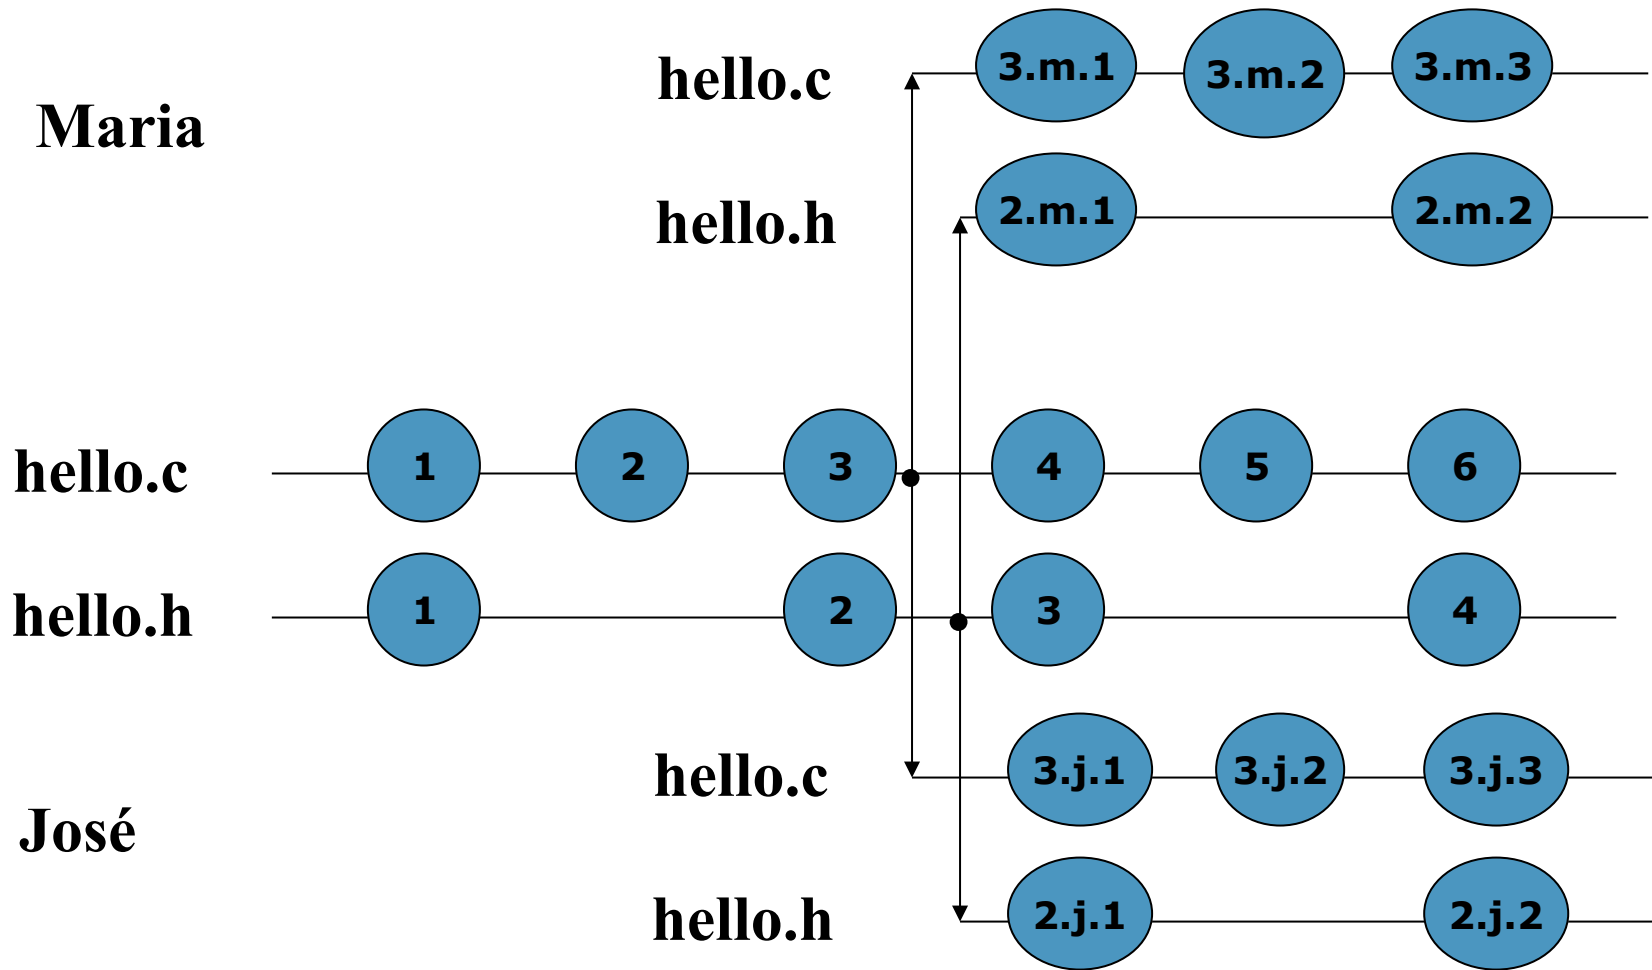 hello.c 3.m.1 3.m.2 3.m.3
Maria
hello.h 2.m.1 2.m.2
hello.c 1 2 3 4 5 6
hello.h 1 2 3 4
hello.c 3.j.1 3.j.2 3.j.3
José
hello.h 2.j.1 2.j.2